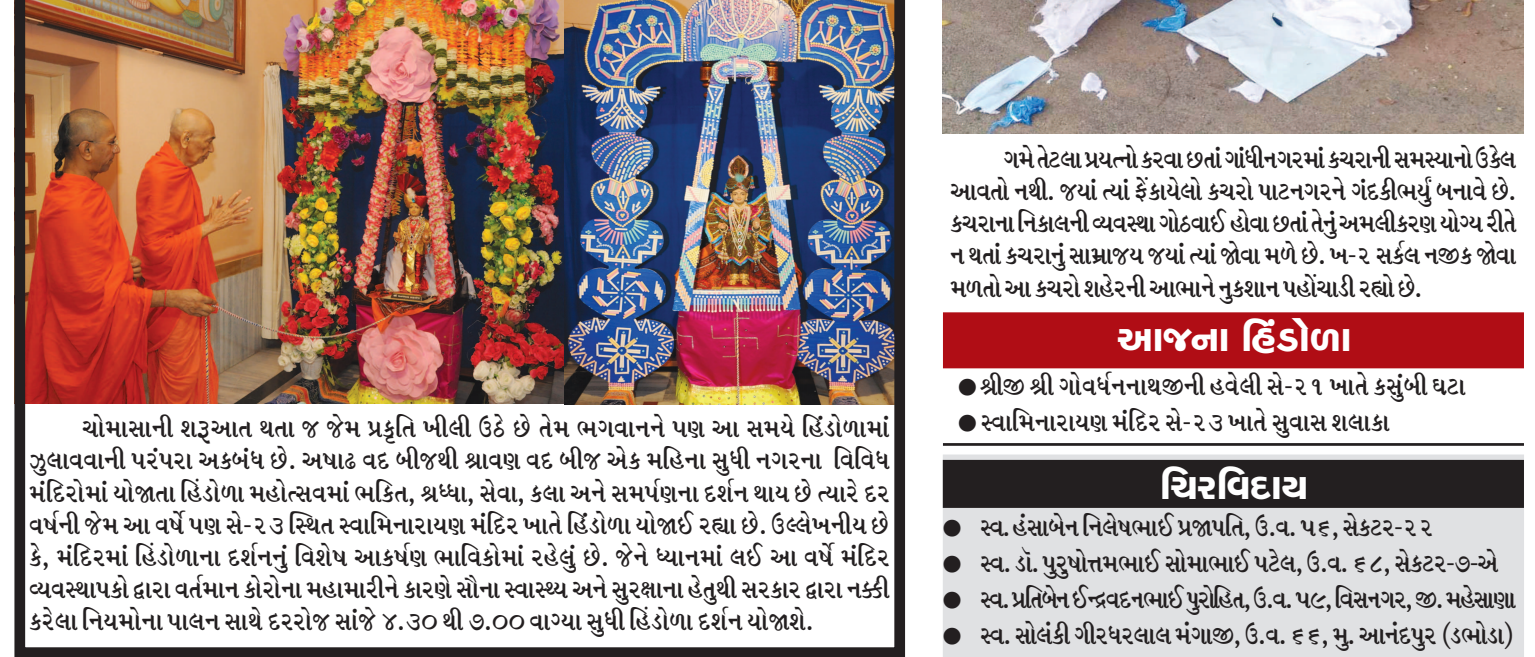 ચોમાસાની શરૂઆત થતા જ જેમ પ્રકૃતિ ખીલી ઉઠે છે તેમ ભગવાનને પણ આ સમયે હિંડોળામાં
ઝુલાવવાની પરંપરા અકબંધ છે. અષાઢ વદ બીજથી શ્રાવણ વદ બીજ એક મહિના સુધી નગરના વિવિધ
મંદિરોમાં યોજાતા હિંડોળા મહોત્સવમાં ભકિત, શ્રધ્ધા, સેવા, કલા અને સમર્પણના દર્શન થાય છે ત્યારે દર
વર્ષની જેમ આ વર્ષે પણ સે-૨૩ સ્થિત સ્વામિનારાયણ મંદિર ખાતે હિંડોળા યોજાઈ રહ્યા છે. ઉલ્લેખનીય છે
કે, મંદિરમાં હિંડોળાના દર્શનનું વિશેષ આકર્ષણ ભાવિકોમાં રહેલું છે. જેને ધ્યાનમાં લઈ આ વર્ષે મંદિર
વ્યવસ્થાપકો દ્વારા વર્તમાન કોરોના મહામારીને કારણે સૌના સ્વાસ્થ્ય અને સુરક્ષાના હેતુથી સરકાર દ્વારા નક્કી
કરેલા નિયમોના પાલન સાથે દરરોજ સાંજે ૪.૩૦ થી ૭.૦૦ વાગ્યા સુધી હિંડોળા દર્શન યોજાશે.
ગમે તેટલા પ્રયત્નો કરવા છતાં ગાંધીનગરમાં કચરાની સમસ્યાનો ઉકેલ
આવતો નથી. જયાં ત્યાં ફેંકાયેલો કચરો પાટનગરને ગંદકીભર્યું બનાવે છે.
કચરાના નિકાલની વ્યવસ્થા ગોઠવાઈ હોવા છતાં તેનું અમલીકરણ યોગ્ય રીતે
ન થતાં કચરાનું સામ્રાજય જયાં ત્યાં જોવા મળે છે. ખ-૨ સર્કલ નજીક જોવા
મળતો આ કચરો શહેરની આભાને નુકશાન પહોંચાડી રહ્યો છે.
આજના હિંડોળા
● શ્રીજી શ્રી ગોવર્ધનનાથજીની હવેલી સે-૨૧ ખાતે કસુંબી ઘટા
● સ્વામિનારાયણ મંદિર સે-૨૩ ખાતે સુવાસ શલાકા
ચિરવિદાય
● સ્વ. હંસાબેન નિલેષભાઈ પ્રજાપતિ, ઉ.વ. ૫૬, સેકટર-૨૨
● સ્વ. ડૉ. પુરુષોત્તમભાઈ સોમાભાઈ પટેલ, ઉ.વ. ૬૮, સેકટર-૭-એ
● સ્વ. પ્રતિબેન ઈન્દ્રવદનભાઈ પુરોહિત, ઉ.વ. ૫૯, વિસનગર, જી. મહેસાણા
● સ્વ. સોલંકી ગીરધરલાલ મંગાજી, ઉ.વ. ૬૬, મુ. આનંદપુર (ડભોડા)